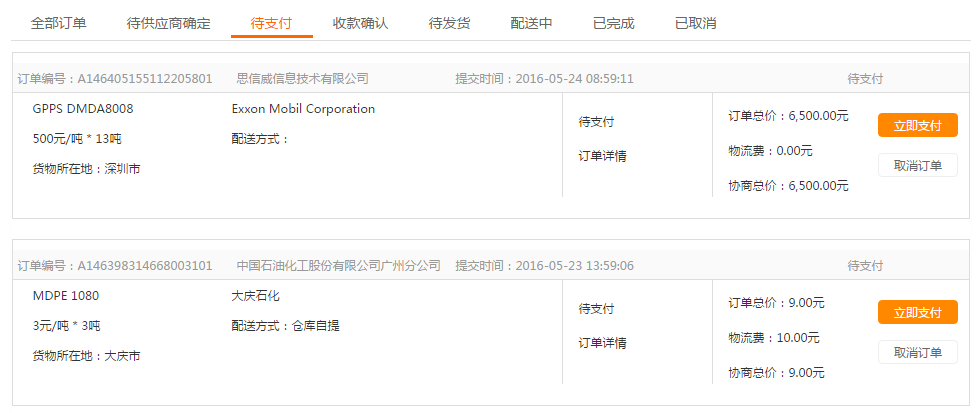 全部订单 待供应商确定 待支付 收款确认 待发货 配送中 已完成 已取消
订单编号：A146405155112205801 思信威信息技术有限公司 提交时间：2016-05-24 08:59:11 待支付
GPPS DMDA8008 Exxon Mobil Corporation
待支付 订单总价：6,500.00元 立即支付
500元/吨 * 13吨 配送方式：
订单详情 物流费：0.00元 取消订单
货物所在地：深圳市
协商总价：6,500.00元
订单编号：A146398314668003101 中国石油化工股份有限公司广州分公司 提交时间：2016-05-23 13:59:06 待支付
MDPE 1080 大庆石化
待支付 订单总价：9.00元 立即支付
3元/吨 * 3吨 配送方式：仓库自提
订单详情 物流费：10.00元 取消订单
货物所在地：大庆市
协商总价：9.00元